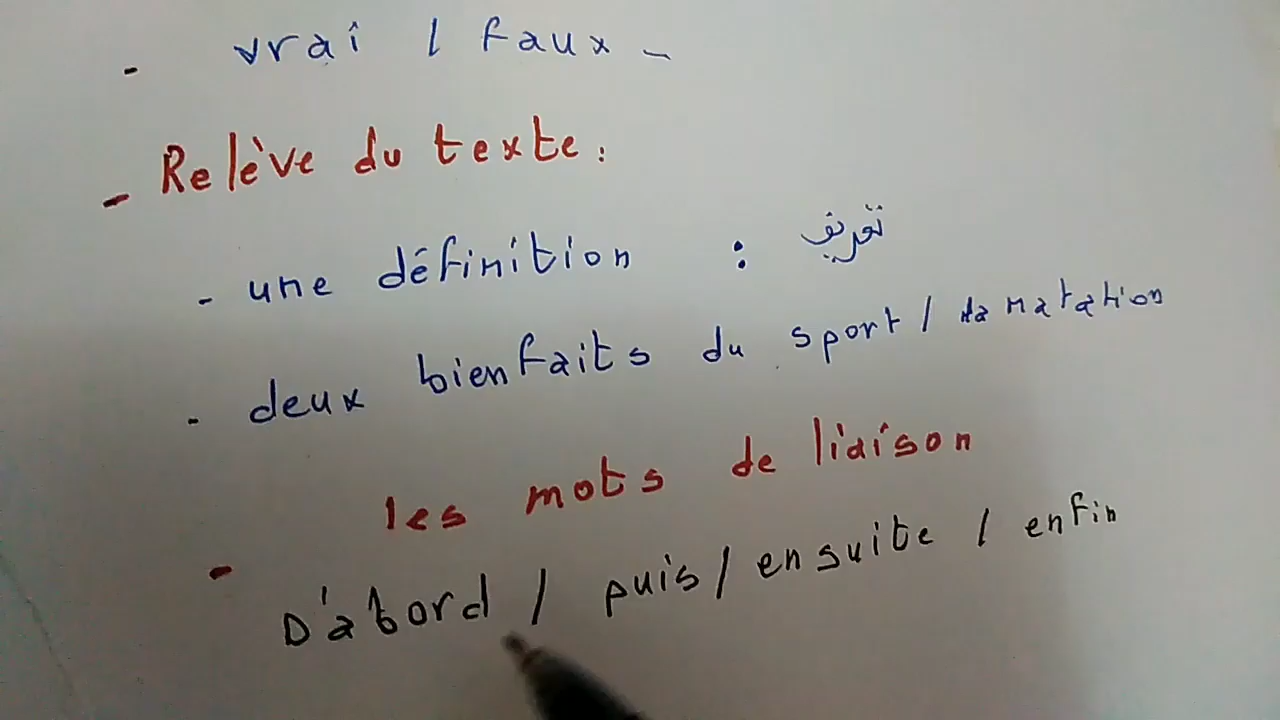 - vrai / faux -
- Relève du texte :
- une définition : تعريف
- deux bienfaits du sport / da natation
les mots de liaison
- D'abord / puis / ensuite / enfin